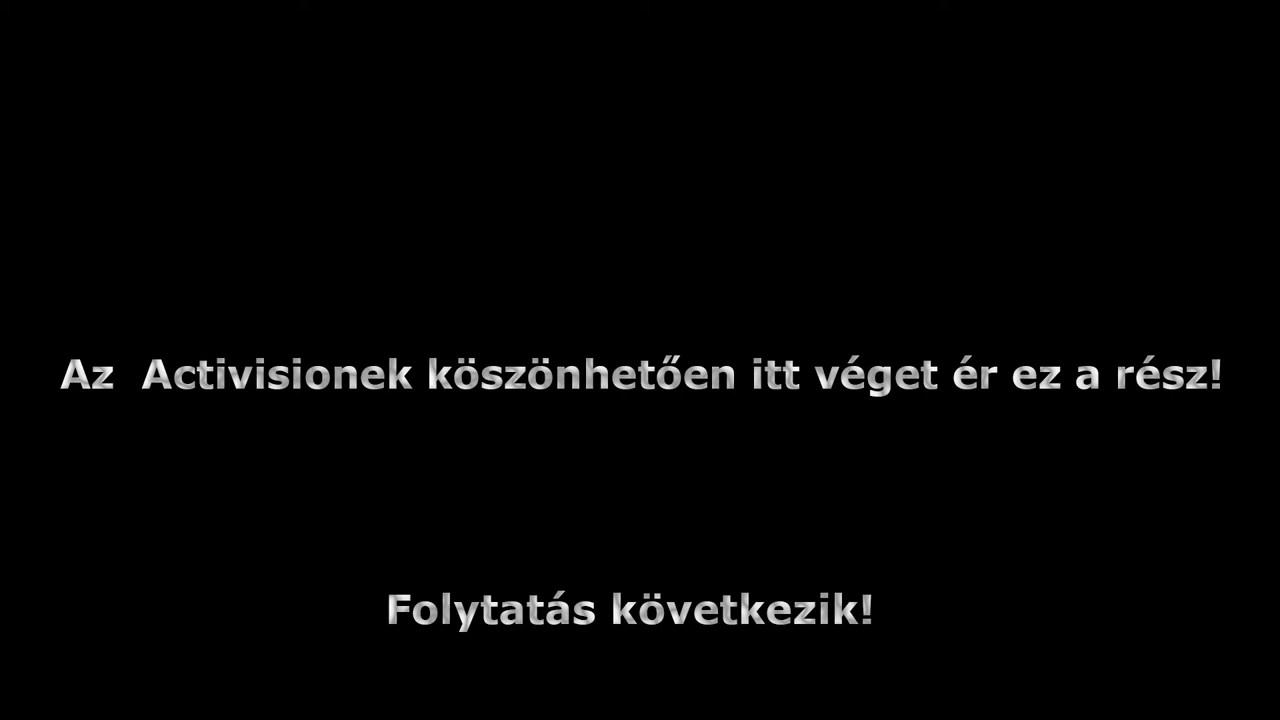 Az  Activisionek köszönhetően itt véget ér ez a rész!
Folytatás következik!